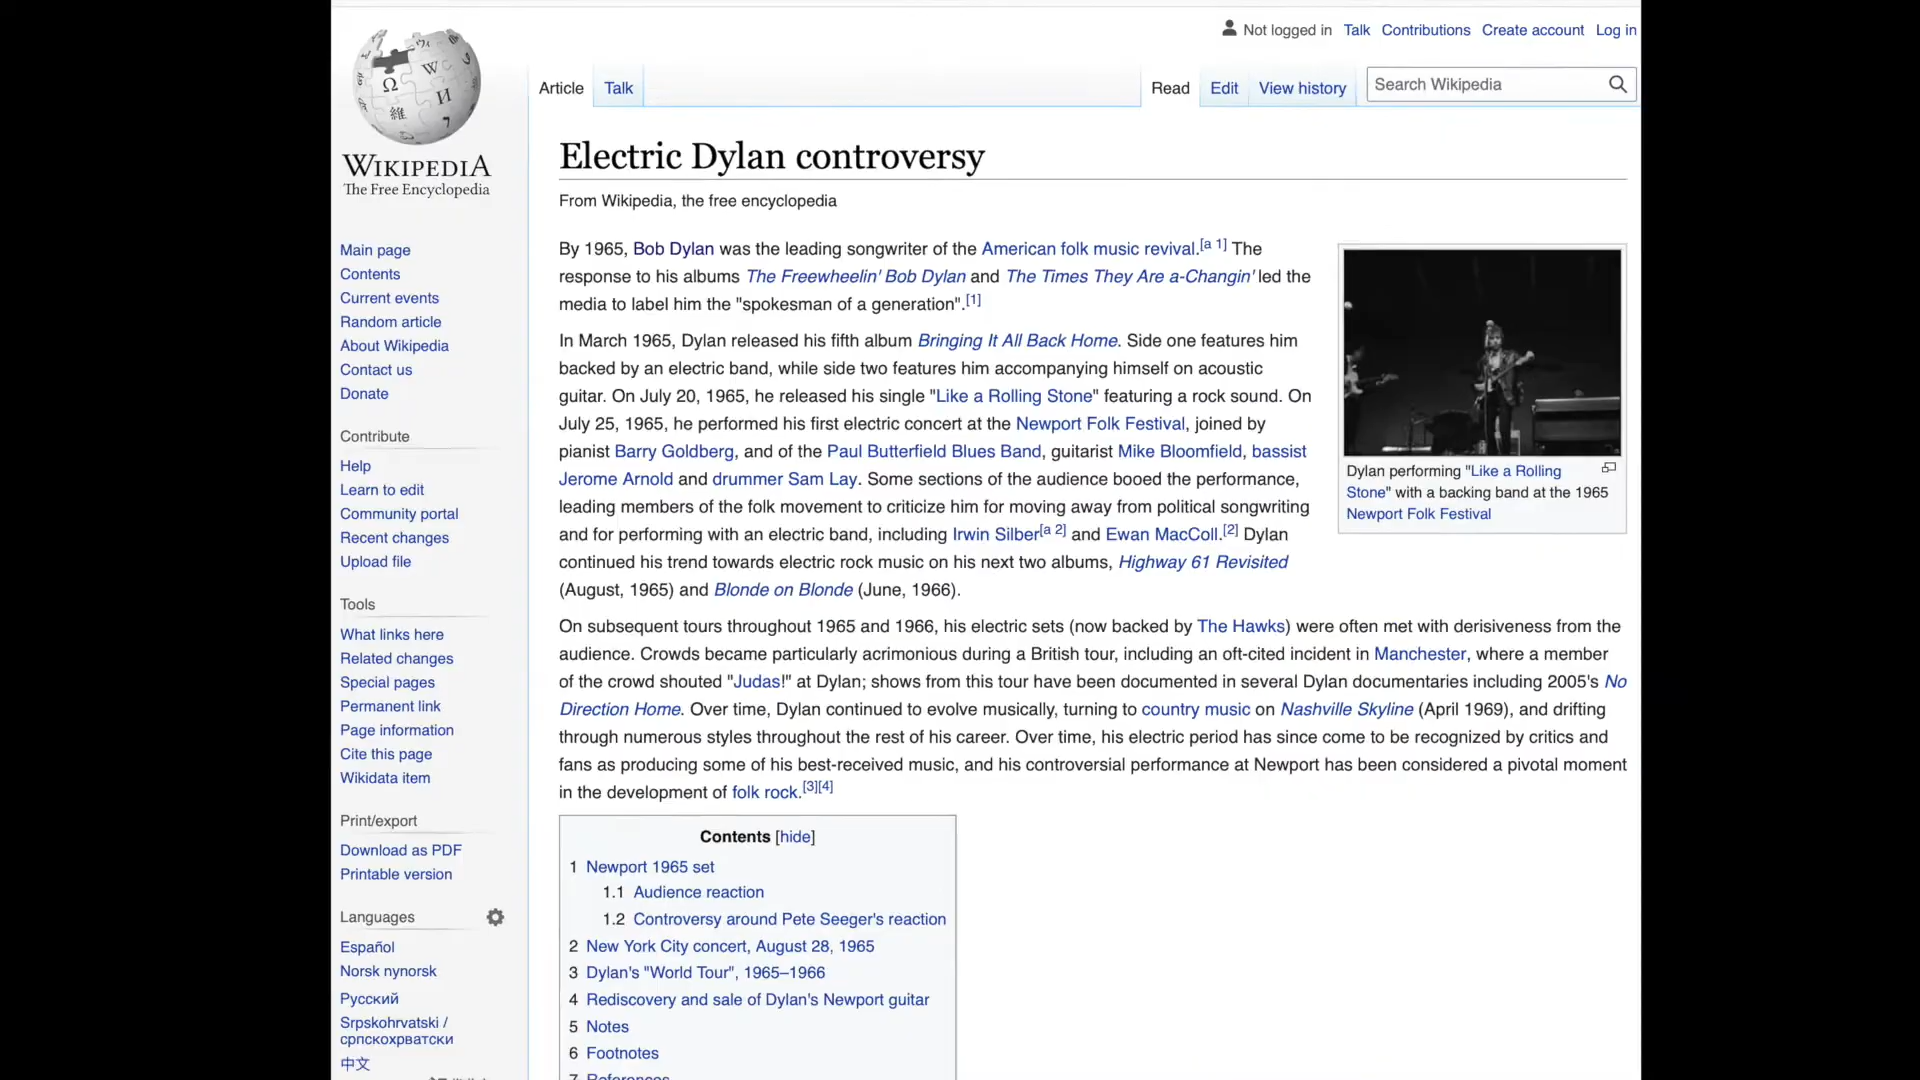 Not logged in Talk Contributions Create account Log in
Article Talk Read Edit View history Search Wikipedia
WIKIPEDIA
The Free Encyclopedia
Main page
Contents
Current events
Random article
About Wikipedia
Contact us
Donate
Contribute
Help
Learn to edit
Community portal
Recent changes
Upload file
Tools
What links here
Related changes
Special pages
Permanent link
Page information
Cite this page
Wikidata item
Print/export
Download as PDF
Printable version
Languages
Español
Norsk nynorsk
Русский
Srpskohrvatski /
српскохрватски
中文
Electric Dylan controversy
From Wikipedia, the free encyclopedia
By 1965, Bob Dylan was the leading songwriter of the American folk music revival.[a 1] The
response to his albums The Freewheelin' Bob Dylan and The Times They Are a-Changin' led the
media to label him the "spokesman of a generation".[1]
In March 1965, Dylan released his fifth album Bringing It All Back Home. Side one features him
backed by an electric band, while side two features him accompanying himself on acoustic
guitar. On July 20, 1965, he released his single "Like a Rolling Stone" featuring a rock sound. On
July 25, 1965, he performed his first electric concert at the Newport Folk Festival, joined by
pianist Barry Goldberg, and of the Paul Butterfield Blues Band, guitarist Mike Bloomfield, bassist
Jerome Arnold and drummer Sam Lay. Some sections of the audience booed the performance,
leading members of the folk movement to criticize him for moving away from political songwriting
and for performing with an electric band, including Irwin Silber[a 2] and Ewan MacColl.[2] Dylan
continued his trend towards electric rock music on his next two albums, Highway 61 Revisited
(August, 1965) and Blonde on Blonde (June, 1966).
Dylan performing "Like a Rolling
Stone" with a backing band at the 1965
Newport Folk Festival
On subsequent tours throughout 1965 and 1966, his electric sets (now backed by The Hawks) were often met with derisiveness from the
audience. Crowds became particularly acrimonious during a British tour, including an oft-cited incident in Manchester, where a member
of the crowd shouted "Judas!" at Dylan; shows from this tour have been documented in several Dylan documentaries including 2005's No
Direction Home. Over time, Dylan continued to evolve musically, turning to country music on Nashville Skyline (April 1969), and drifting
through numerous styles throughout the rest of his career. Over time, his electric period has since come to be recognized by critics and
fans as producing some of his best-received music, and his controversial performance at Newport has been considered a pivotal moment
in the development of folk rock.[3][4]
Contents [hide]
1 Newport 1965 set
1.1 Audience reaction
1.2 Controversy around Pete Seeger's reaction
2 New York City concert, August 28, 1965
3 Dylan's "World Tour", 1965–1966
4 Rediscovery and sale of Dylan's Newport guitar
5 Notes
6 Footnotes
7 References